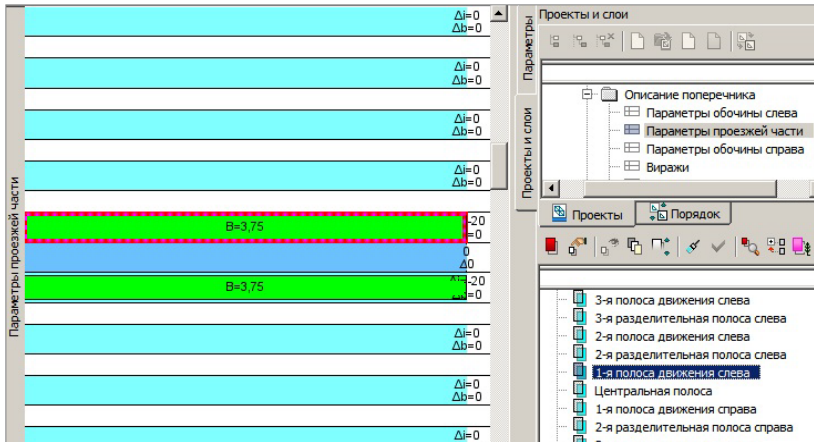 Δi=0
Δb=0
Δi=0
Δb=0
Δi=0
Δb=0
Δi=0
Δb=0
B=3,75
-20
=0
0
Δ0
B=3,75
-20
=0
Δi=0
Δb=0
Δi=0
Δb=0
Δi=0
Параметры проезжей части
Параметры
Проекты и слои
Проекты и слои
Описание поперечника
Параметры обочины слева
Параметры проезжей части
Параметры обочины справа
Виражи
Проекты
Порядок
3-я полоса движения слева
3-я разделительная полоса слева
2-я полоса движения слева
2-я разделительная полоса слева
1-я полоса движения слева
Центральная полоса
1-я полоса движения справа
2-я разделительная полоса справа